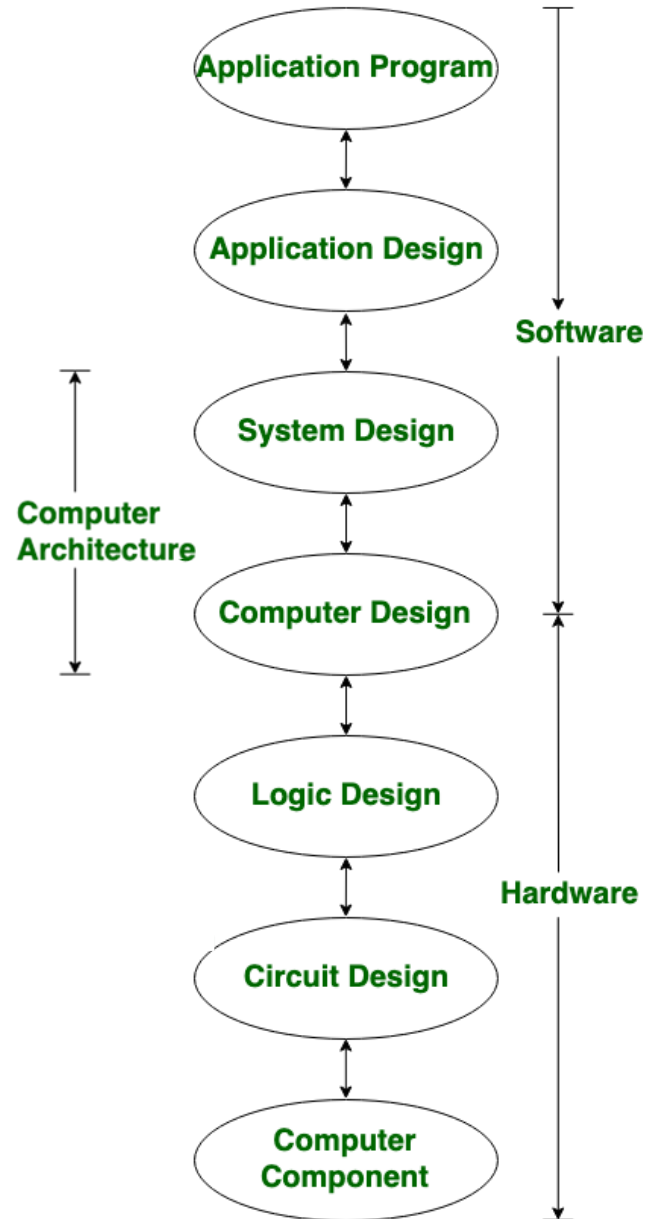 Application Program
Application Design
Software
System Design
Computer
Architecture
Computer Design
Logic Design
Hardware
Circuit Design
Computer
Component